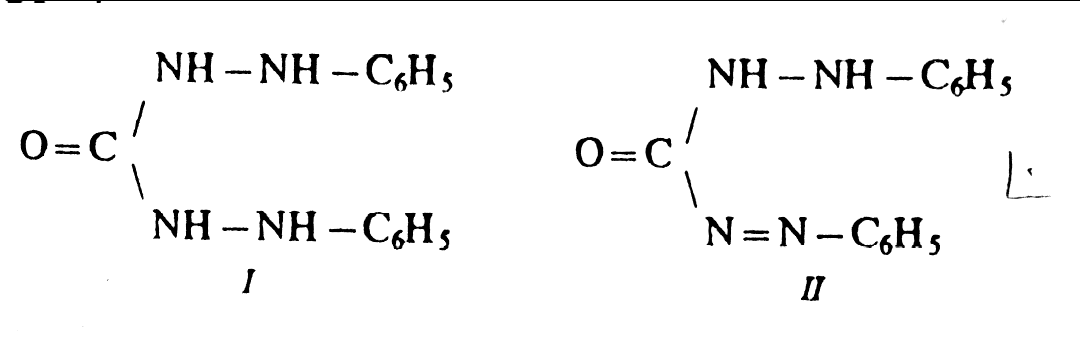 NH – NH – C₆H₅ NH – NH – C₆H₅
O=C O=C
NH – NH – C₆H₅ N=N – C₆H₅
I II